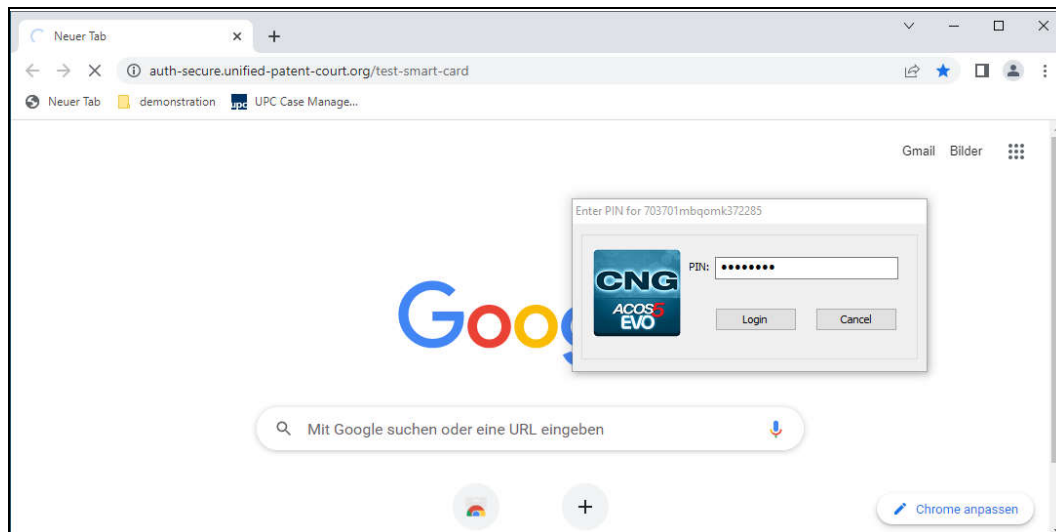 Neuer Tab
auth-secure.unified-patent-court.org/test-smart-card
Neuer Tab demonstration upc UPC Case Manage...
Gmail Bilder
Enter PIN for 703701mbqomk372285
CNG
ACOS5
EVO
PIN:
Login Cancel
Goog
Mit Google suchen oder eine URL eingeben
Chrome anpassen